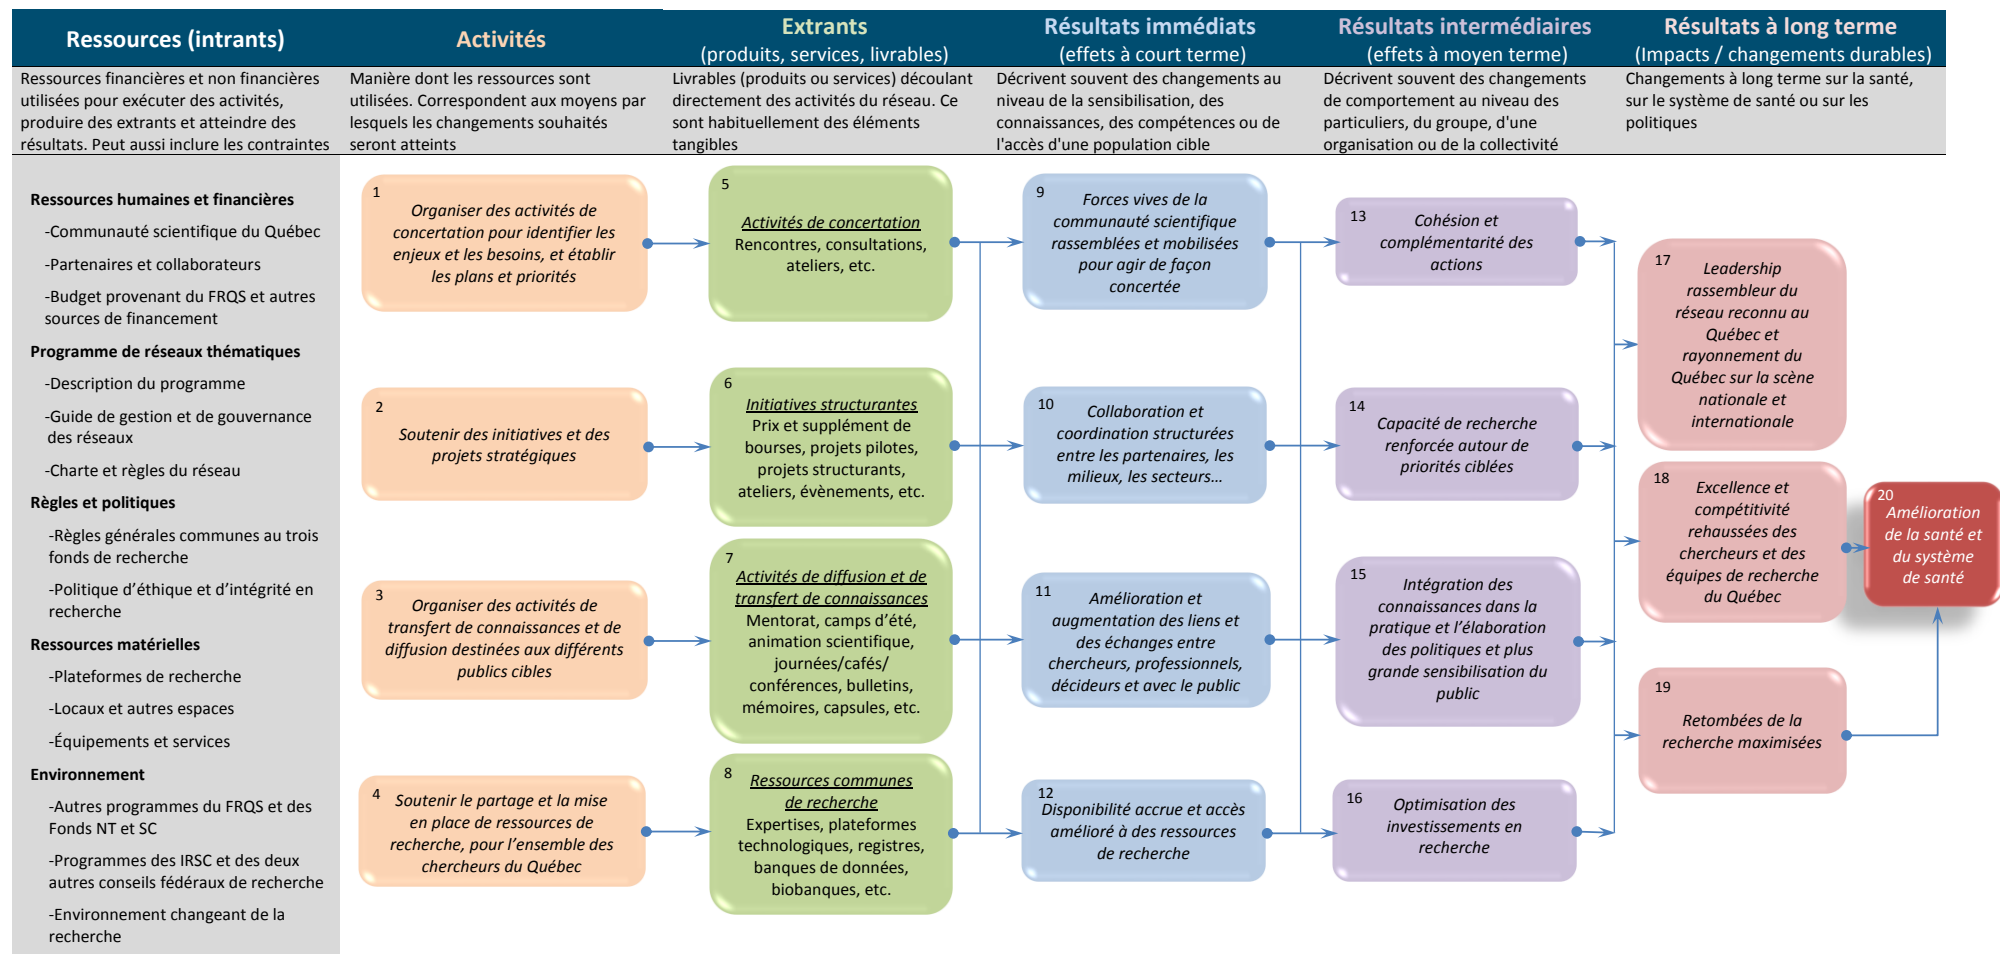 Ressources (intrants)
Activités
Extrants
(produits, services, livrables)
Résultats immédiats
(effets à court terme)
Résultats intermédiaires
(effets à moyen terme)
Résultats à long terme
(Impacts / changements durables)
Ressources financières et non financières
utilisées pour exécuter des activités,
produire des extrants et atteindre des
résultats. Peut aussi inclure les contraintes
Manière dont les ressources sont
utilisées. Correspondent aux moyens par
lesquels les changements souhaités
seront atteints
Livrables (produits ou services) découlant
directement des activités du réseau. Ce
sont habituellement des éléments
tangibles
Décrivent souvent des changements au
niveau de la sensibilisation, des
connaissances, des compétences ou de
l'accès d'une population cible
Décrivent souvent des changements
de comportement au niveau des
particuliers, du groupe, d'une
organisation ou de la collectivité
Changements à long terme sur la santé,
sur le système de santé ou sur les
politiques
Ressources humaines et financières
-Communauté scientifique du Québec
-Partenaires et collaborateurs
-Budget provenant du FRQS et autres
sources de financement
Programme de réseaux thématiques
-Description du programme
-Guide de gestion et de gouvernance
des réseaux
-Charte et règles du réseau
Règles et politiques
-Règles générales communes au trois
fonds de recherche
-Politique d’éthique et d’intégrité en
recherche
Ressources matérielles
-Plateformes de recherche
-Locaux et autres espaces
-Équipements et services
Environnement
-Autres programmes du FRQS et des
Fonds NT et SC
-Programmes des IRSC et des deux
autres conseils fédéraux de recherche
-Environnement changeant de la
recherche
1
Organiser des activités de
concertation pour identifier les
enjeux et les besoins, et établir
les plans et priorités
2
Soutenir des initiatives et des
projets stratégiques
3
Organiser des activités de
transfert de connaissances et de
diffusion destinées aux différents
publics cibles
4
Soutenir le partage et la mise
en place de ressources de
recherche, pour l’ensemble des
chercheurs du Québec
5
Activités de concertation
Rencontres, consultations,
ateliers, etc.
6
Initiatives structurantes
Prix et supplément de
bourses, projets pilotes,
projets structurants,
ateliers, évènements, etc.
7
Activités de diffusion et de
transfert de connaissances
Mentorat, camps d’été,
animation scientifique,
journées/cafés/
conférences, bulletins,
mémoires, capsules, etc.
8
Ressources communes
de recherche
Expertises, plateformes
technologiques, registres,
banques de données,
biobanques, etc.
9
Forces vives de la
communauté scientifique
rassemblées et mobilisées
pour agir de façon
concertée
10
Collaboration et
coordination structurées
entre les partenaires, les
milieux, les secteurs…
11
Amélioration et
augmentation des liens et
des échanges entre
chercheurs, professionnels,
décideurs et avec le public
12
Disponibilité accrue et accès
amélioré à des ressources
de recherche
13
Cohésion et
complémentarité des
actions
14
Capacité de recherche
renforcée autour de
priorités ciblées
15
Intégration des
connaissances dans la
pratique et l’élaboration
des politiques et plus
grande sensibilisation du
public
16
Optimisation des
investissements en
recherche
17
Leadership
rassembleur du
réseau reconnu au
Québec et
rayonnement du
Québec sur la scène
nationale et
internationale
18
Excellence et
compétitivité
rehaussées des
chercheurs et des
équipes de recherche
du Québec
19
Retombées de la
recherche maximisées
20
Amélioration
de la santé et
du système
de santé